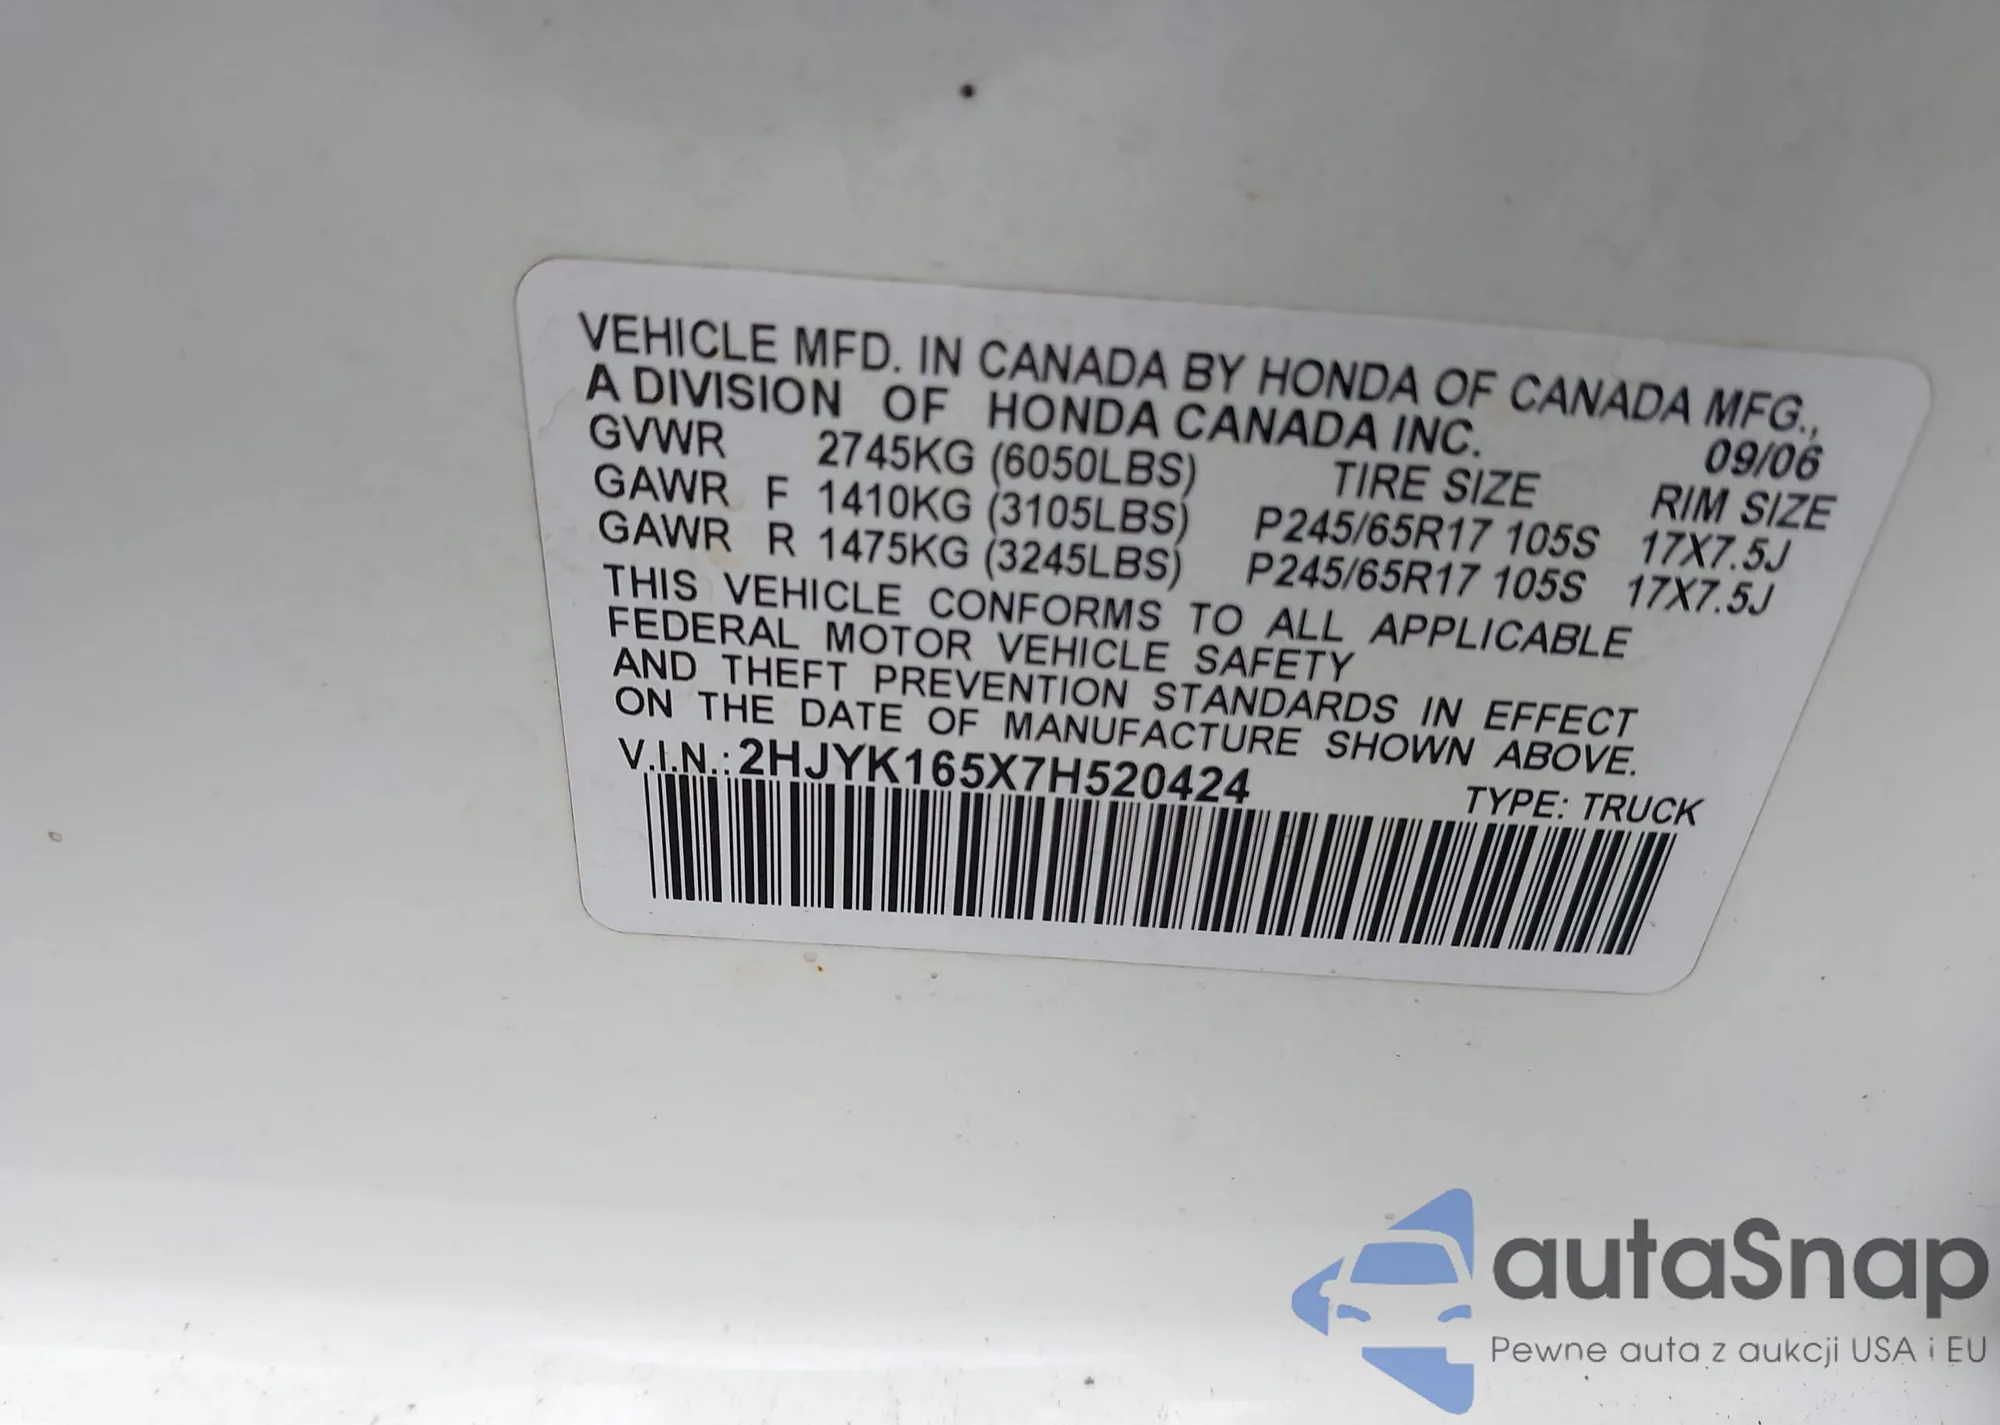 VEHICLE MFD. IN CANADA BY HONDA OF CANADA MFG.,
A DIVISION OF HONDA CANADA INC. 09/06
GVWR 2745KG (6050LBS) TIRE SIZE RIM SIZE
GAWR F 1410KG (3105LBS) P245/65R17 105S 17X7.5J
GAWR R 1475KG (3245LBS) P245/65R17 105S 17X7.5J
THIS VEHICLE CONFORMS TO ALL APPLICABLE
FEDERAL MOTOR VEHICLE SAFETY
AND THEFT PREVENTION STANDARDS IN EFFECT
ON THE DATE OF MANUFACTURE SHOWN ABOVE.
V.I.N.: 2HJYK165X7H520424 TYPE: TRUCK
autaSnap
Pewne auta z aukcji USA i EU